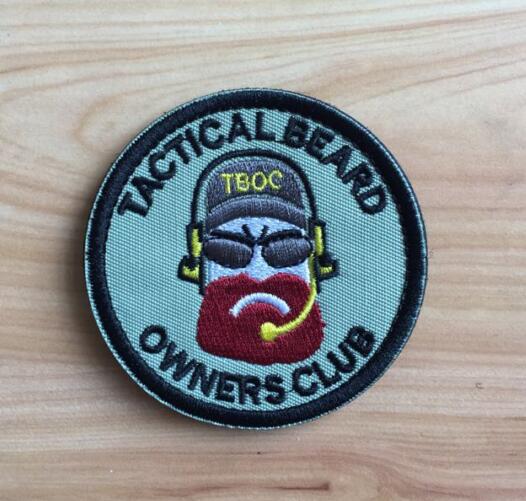 TACTICAL BEARD
TBOC
OWNERS CLUB